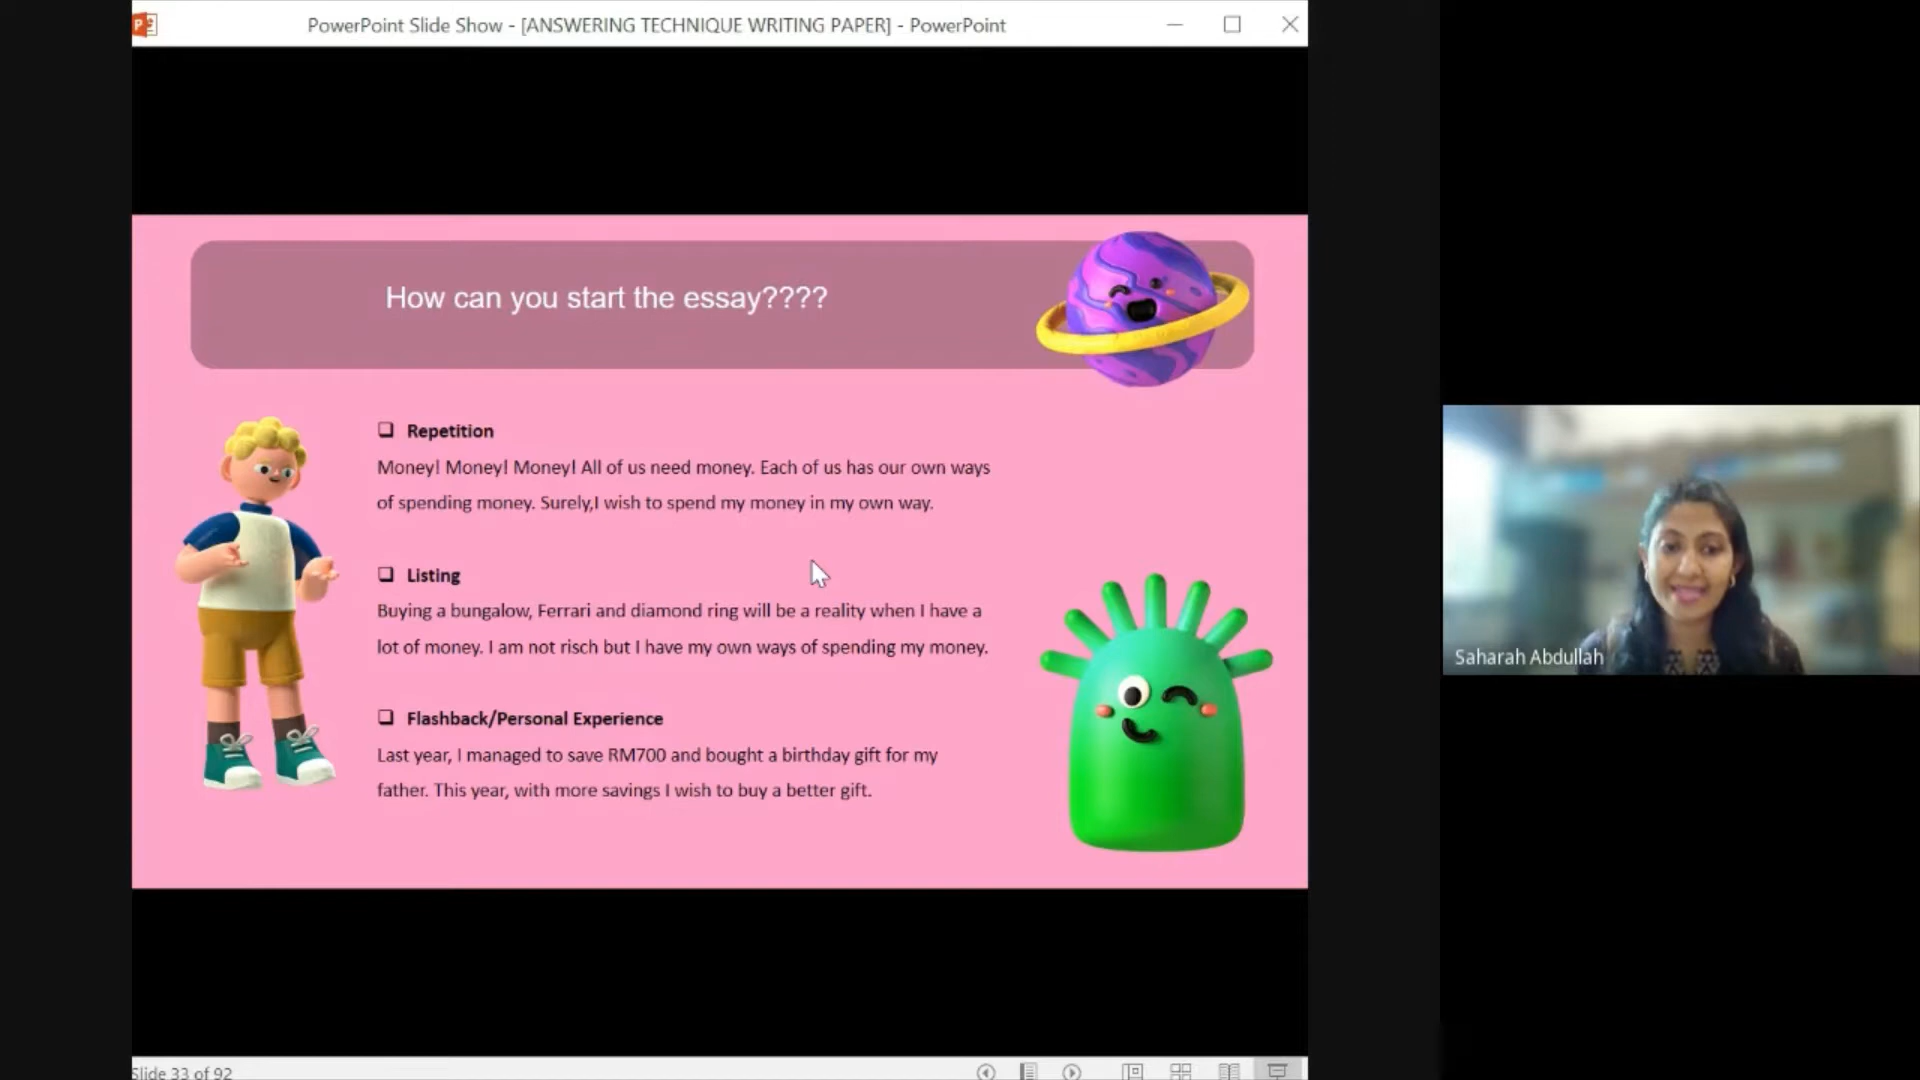 PowerPoint Slide Show - [ANSWERING TECHNIQUE WRITING PAPER] - PowerPoint
How can you start the essay????
Repetition
Money! Money! Money! All of us need money. Each of us has our own ways
of spending money. Surely,I wish to spend my money in my own way.
Listing
Buying a bungalow, Ferrari and diamond ring will be a reality when I have a
lot of money. I am not risch but I have my own ways of spending my money.
Flashback/Personal Experience
Last year, I managed to save RM700 and bought a birthday gift for my
father. This year, with more savings I wish to buy a better gift.
Saharah Abdullah
Slide 33 of 92